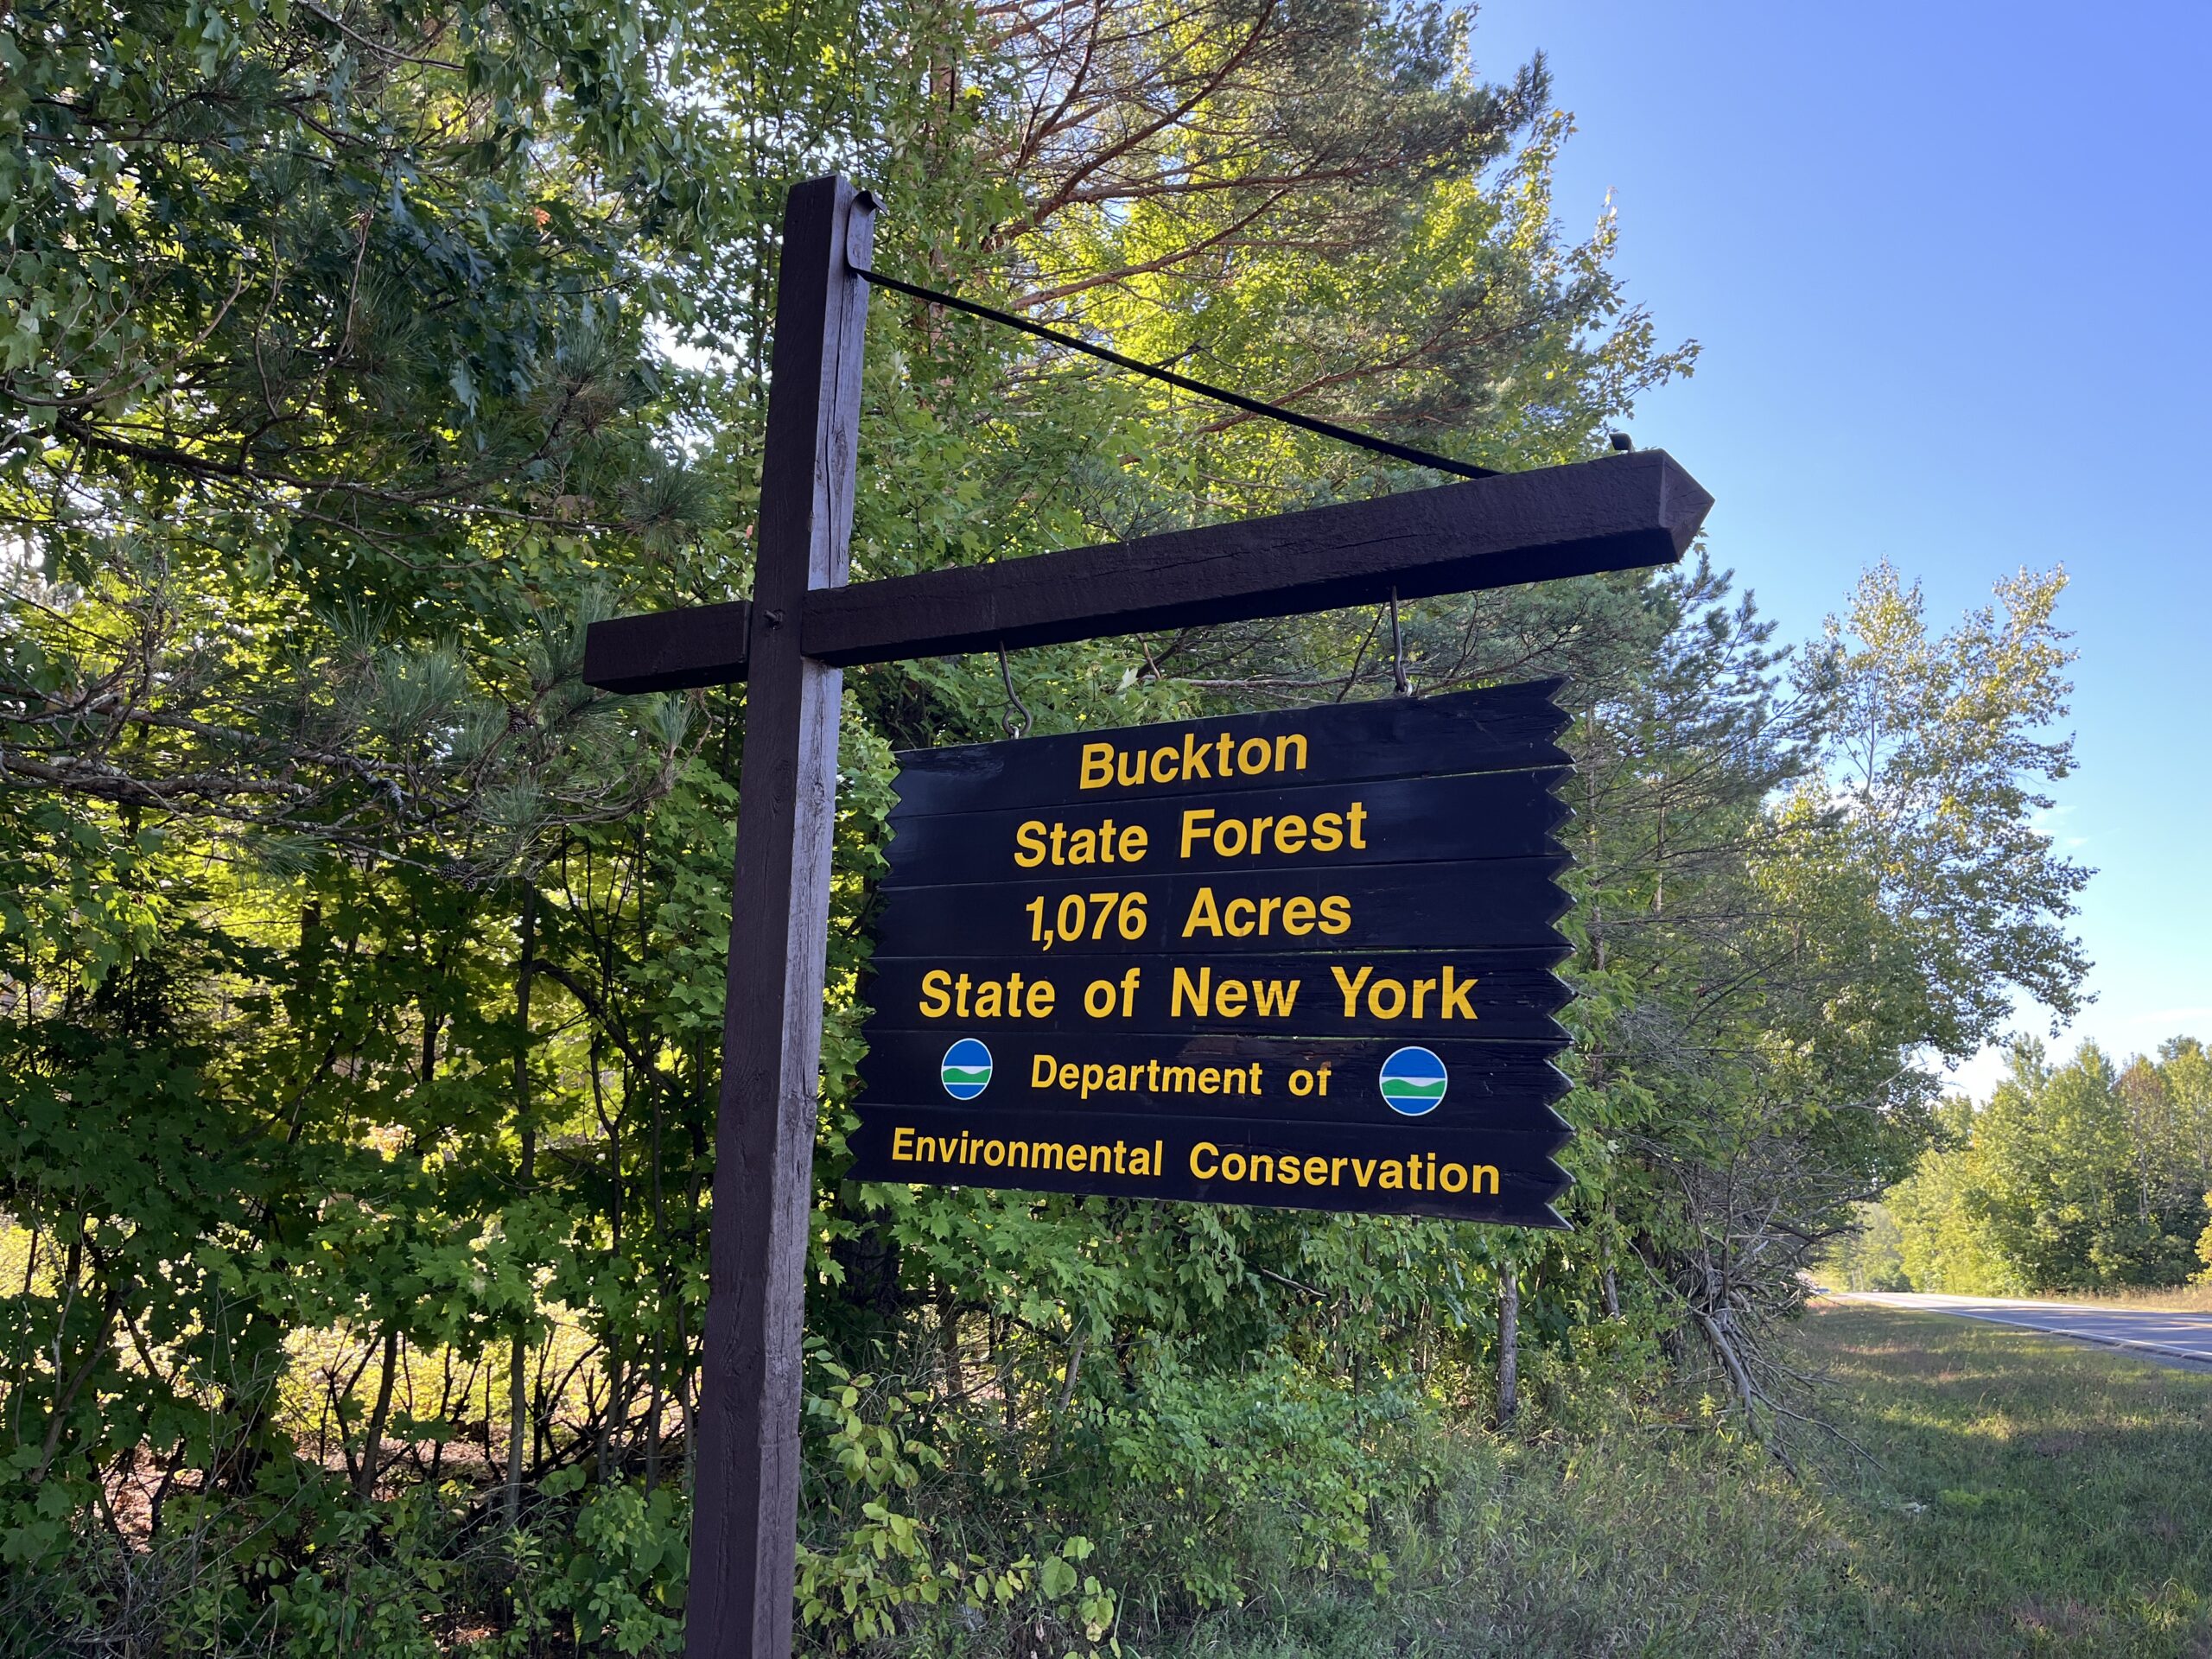 Buckton
State Forest
1,076 Acres
State of New York
Department of
Environmental Conservation